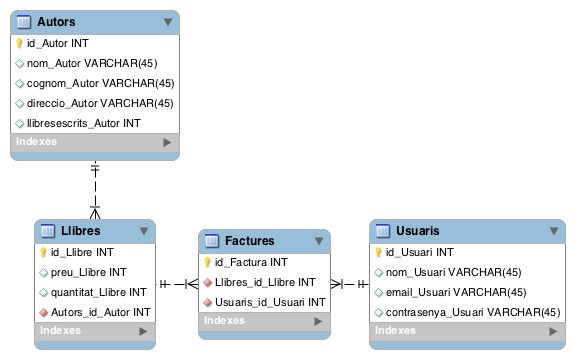 Autors
id_Autor INT
nom_Autor VARCHAR(45)
cognom_Autor VARCHAR(45)
direccio_Autor VARCHAR(45)
llibresescrits_Autor INT
Indexes
Llibres
id_Llibre INT
preu_Llibre INT
quantitat_Llibre INT
Autors_id_Autor INT
Indexes
Factures
id_Factura INT
Llibres_id_Llibre INT
Usuaris_id_Usuari INT
Indexes
Usuaris
id_Usuari INT
nom_Usuari VARCHAR(45)
email_Usuari VARCHAR(45)
contrasenya_Usuari VARCHAR(45)
Indexes